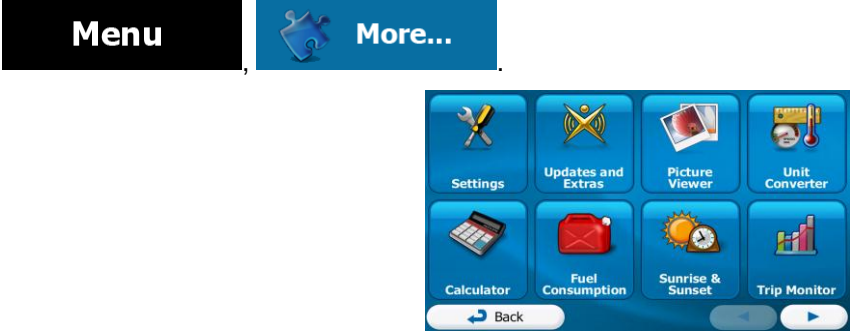 Menu, More... .
Settings
Updates and
Extras
Picture
Viewer
Unit
Converter
Calculator
Fuel
Consumption
Sunrise &
Sunset
Trip Monitor
Back